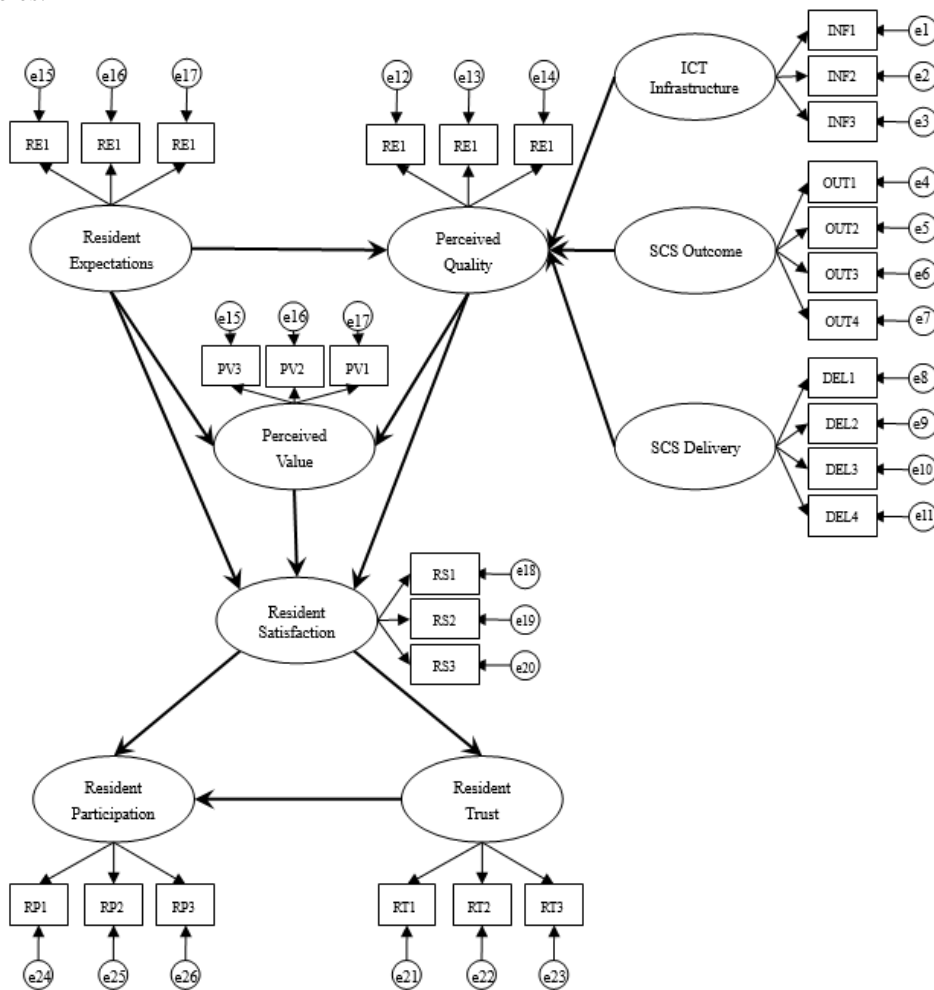 e1
INF1
ICT
Infrastructure
e2
INF2
e3
INF3
e15
e16
e17
e12
e13
e14
RE1
RE1
RE1
RE1
RE1
RE1
Resident
Expectations
Perceived
Quality
SCS Outcome
OUT1
e4
OUT2
e5
OUT3
e6
OUT4
e7
e15
e16
e17
PV3
PV2
PV1
Perceived
Value
SCS Delivery
DEL1
e8
DEL2
e9
DEL3
e10
DEL4
e11
Resident
Satisfaction
RS1
e18
RS2
e19
RS3
e20
Resident
Participation
Resident
Trust
RP1
RP2
RP3
RT1
RT2
RT3
e24
e25
e26
e21
e22
e23